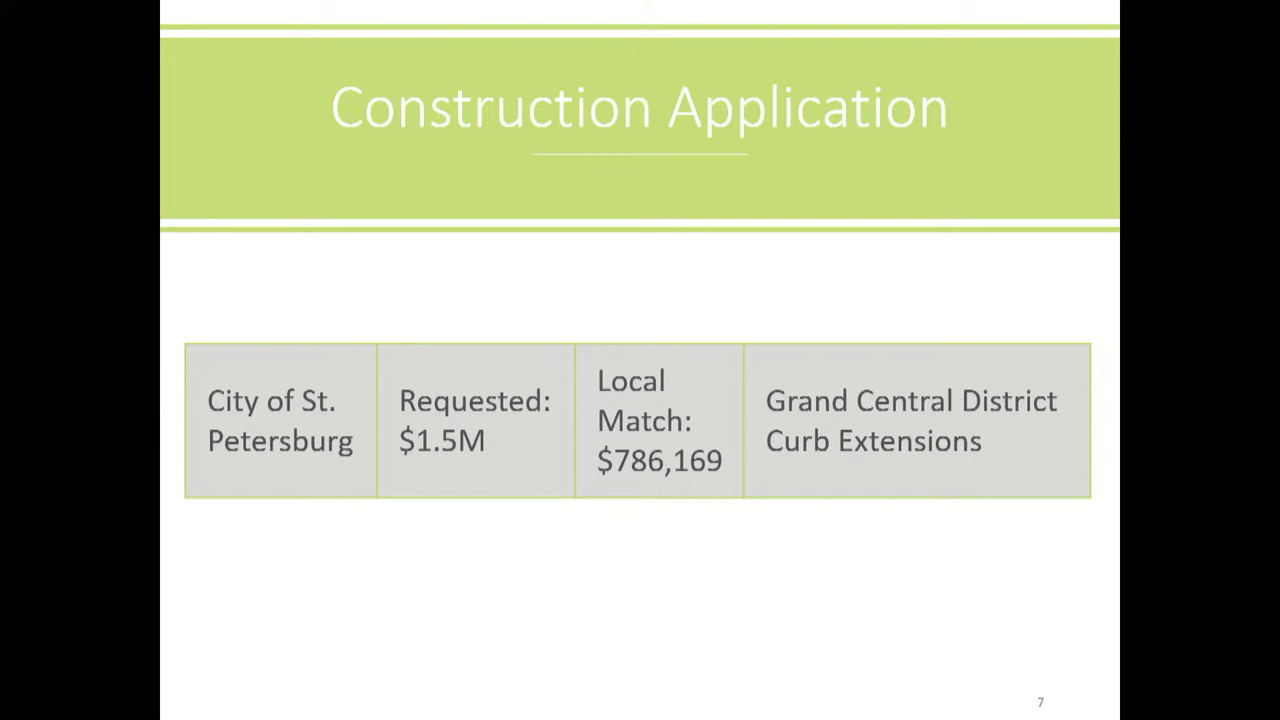 Construction Application
City of St.
Petersburg
Requested:
$1.5M
Local
Match:
$786,169
Grand Central District
Curb Extensions
7